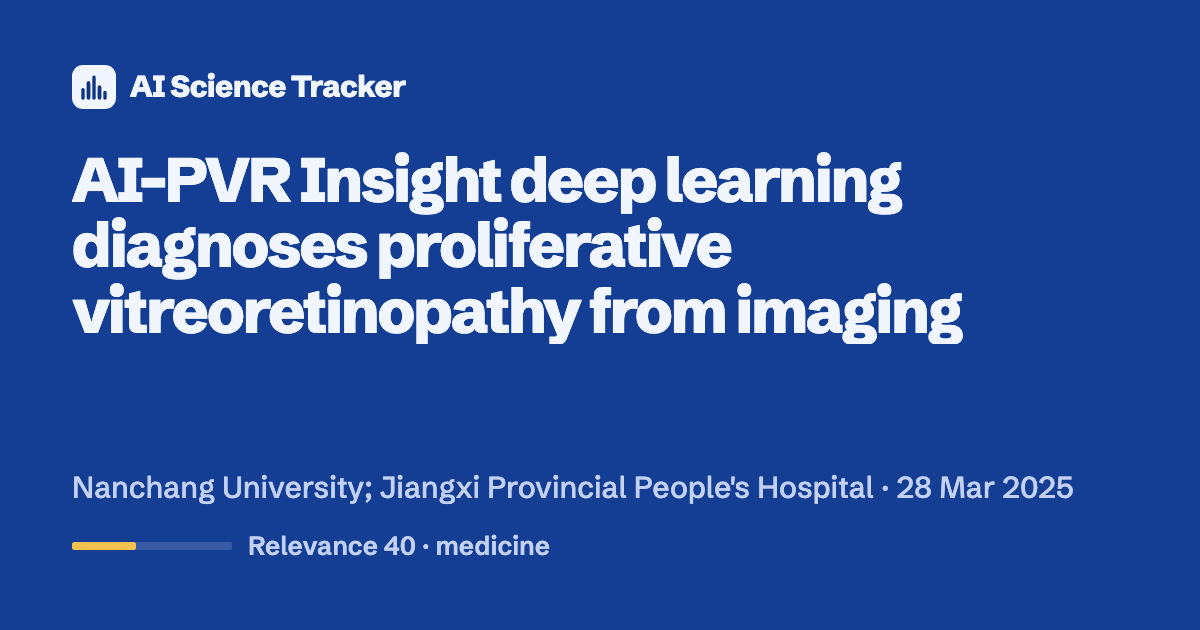 AI Science Tracker
AI-PVR Insight deep learning
diagnoses proliferative
vitreoretinopathy from imaging
Nanchang University; Jiangxi Provincial People's Hospital · 28 Mar 2025
Relevance 40 · medicine